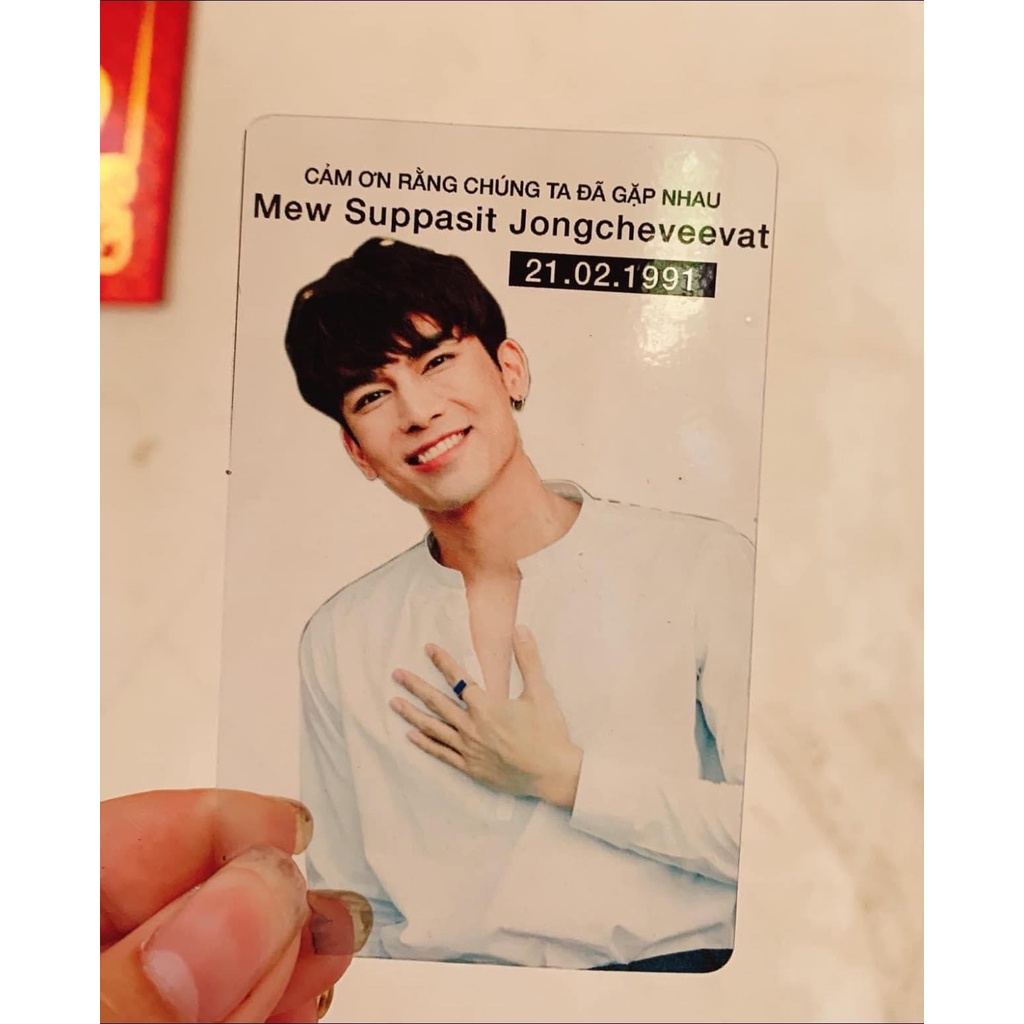 CẢM ƠN RẰNG CHÚNG TA ĐÃ GẶP NHAU
Mew Suppasit Jongcheveevat
21.02.1991